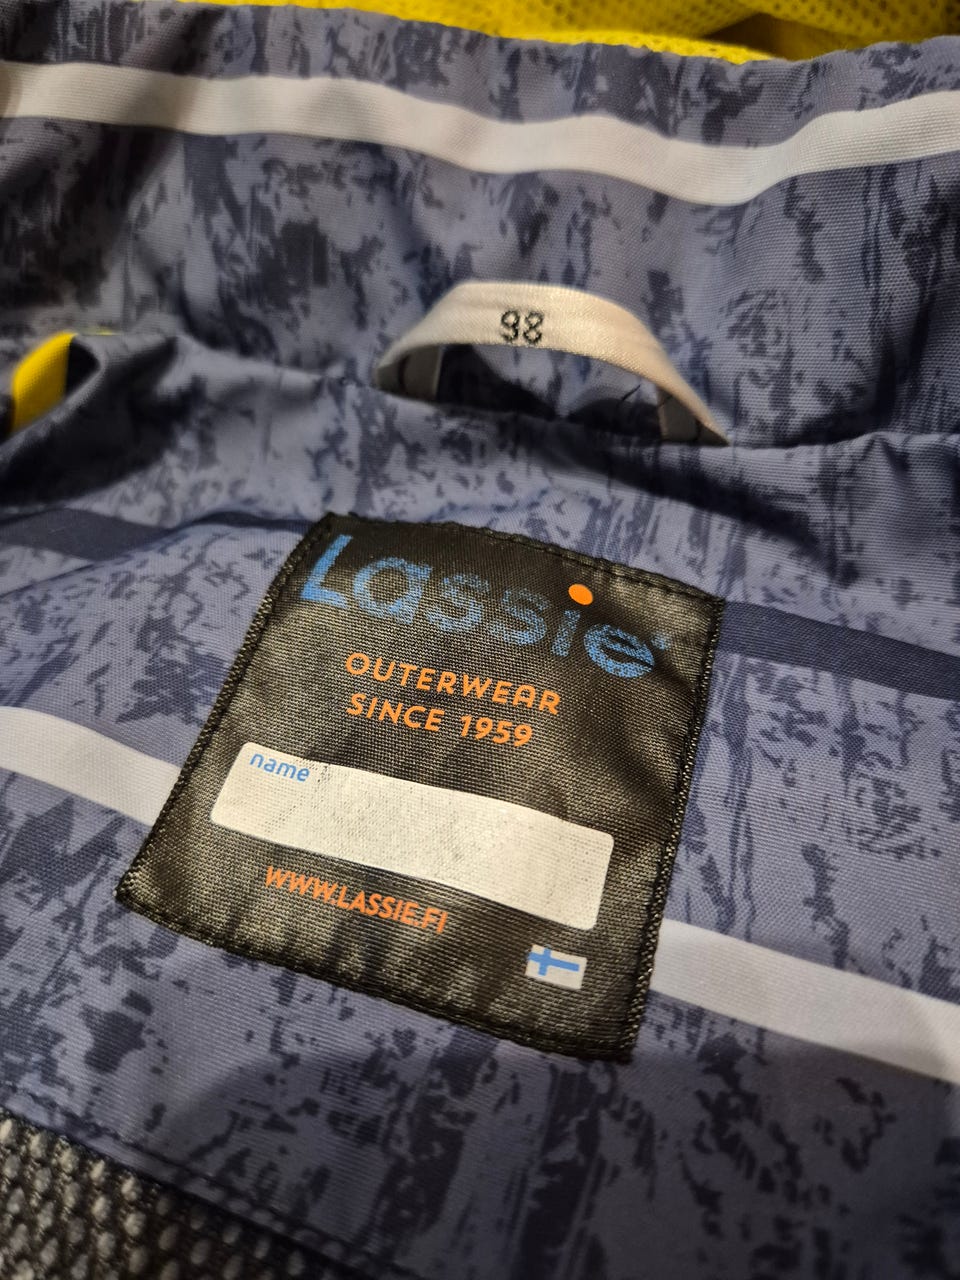 98
Lassie
OUTERWEAR
SINCE 1959
name
WWW.LASSIE.FI